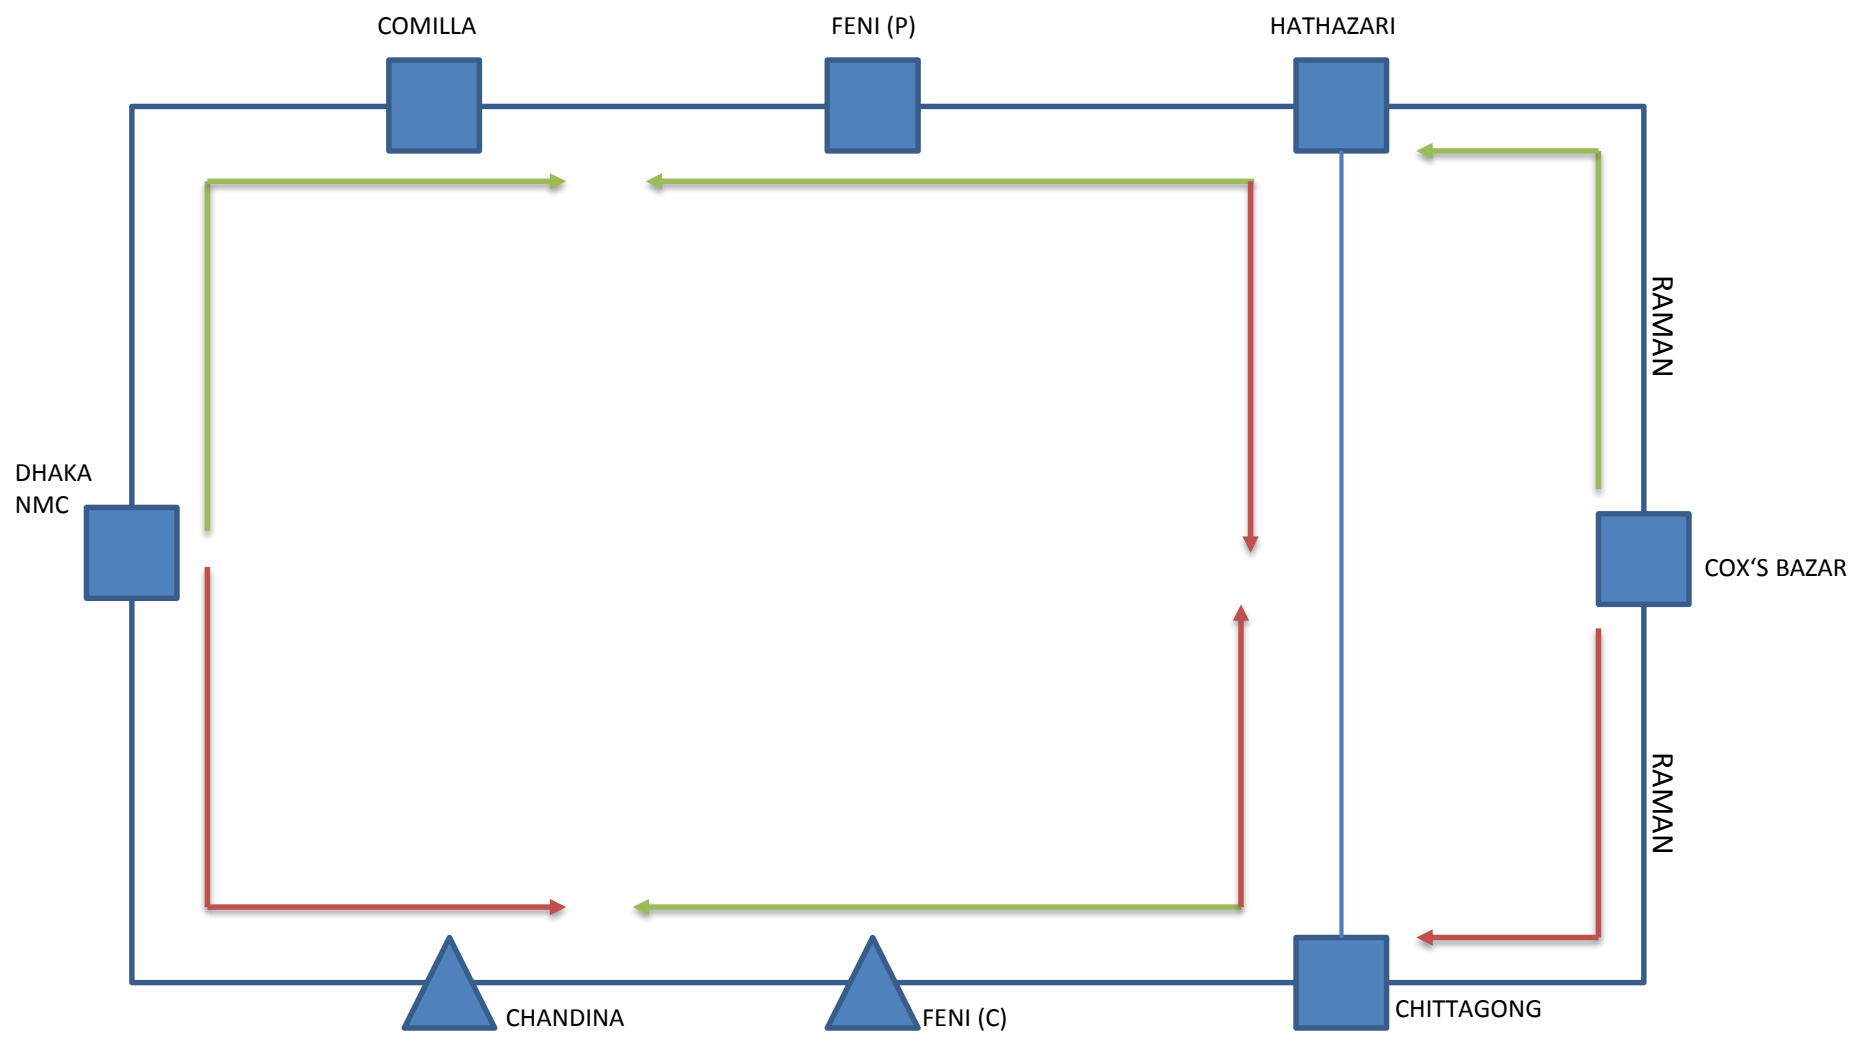 COMILLA
FENI (P)
HATHAZARI
RAMAN
DHAKA
NMC
COX‘S BAZAR
RAMAN
CHANDINA
FENI (C)
CHITTAGONG